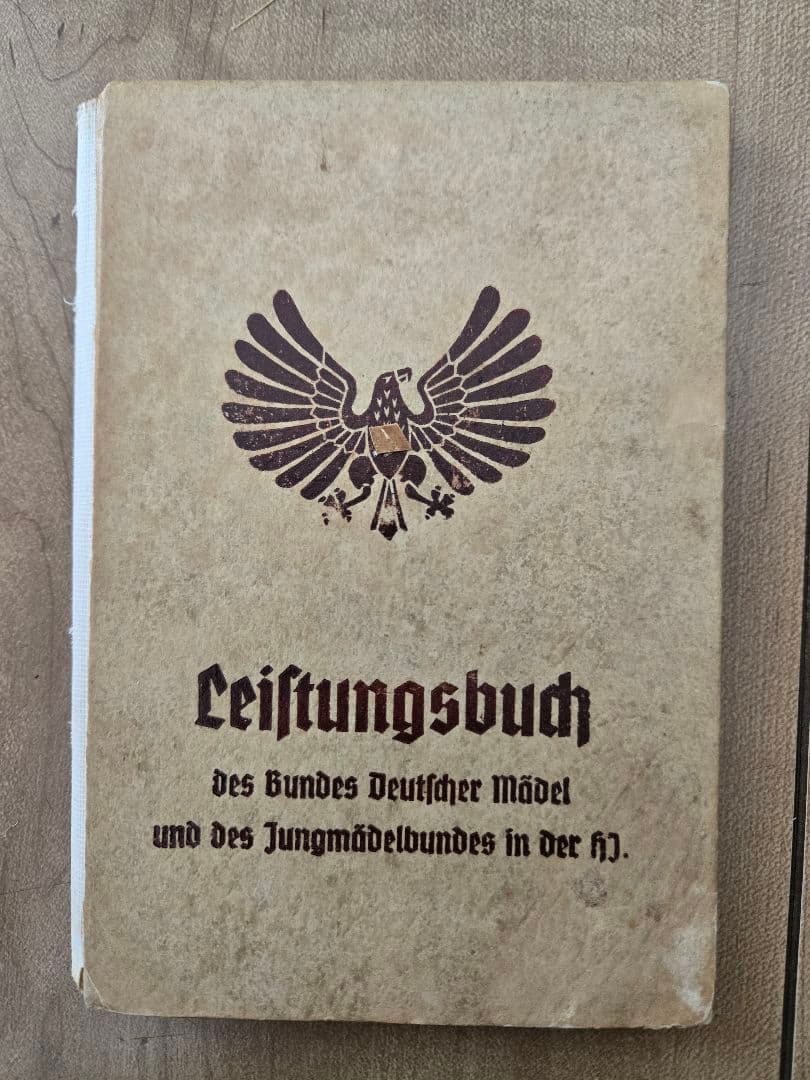 Leiſtungsbuch
des Bundes Deutſcher Mädel
und des Jungmädelbundes in der HJ.